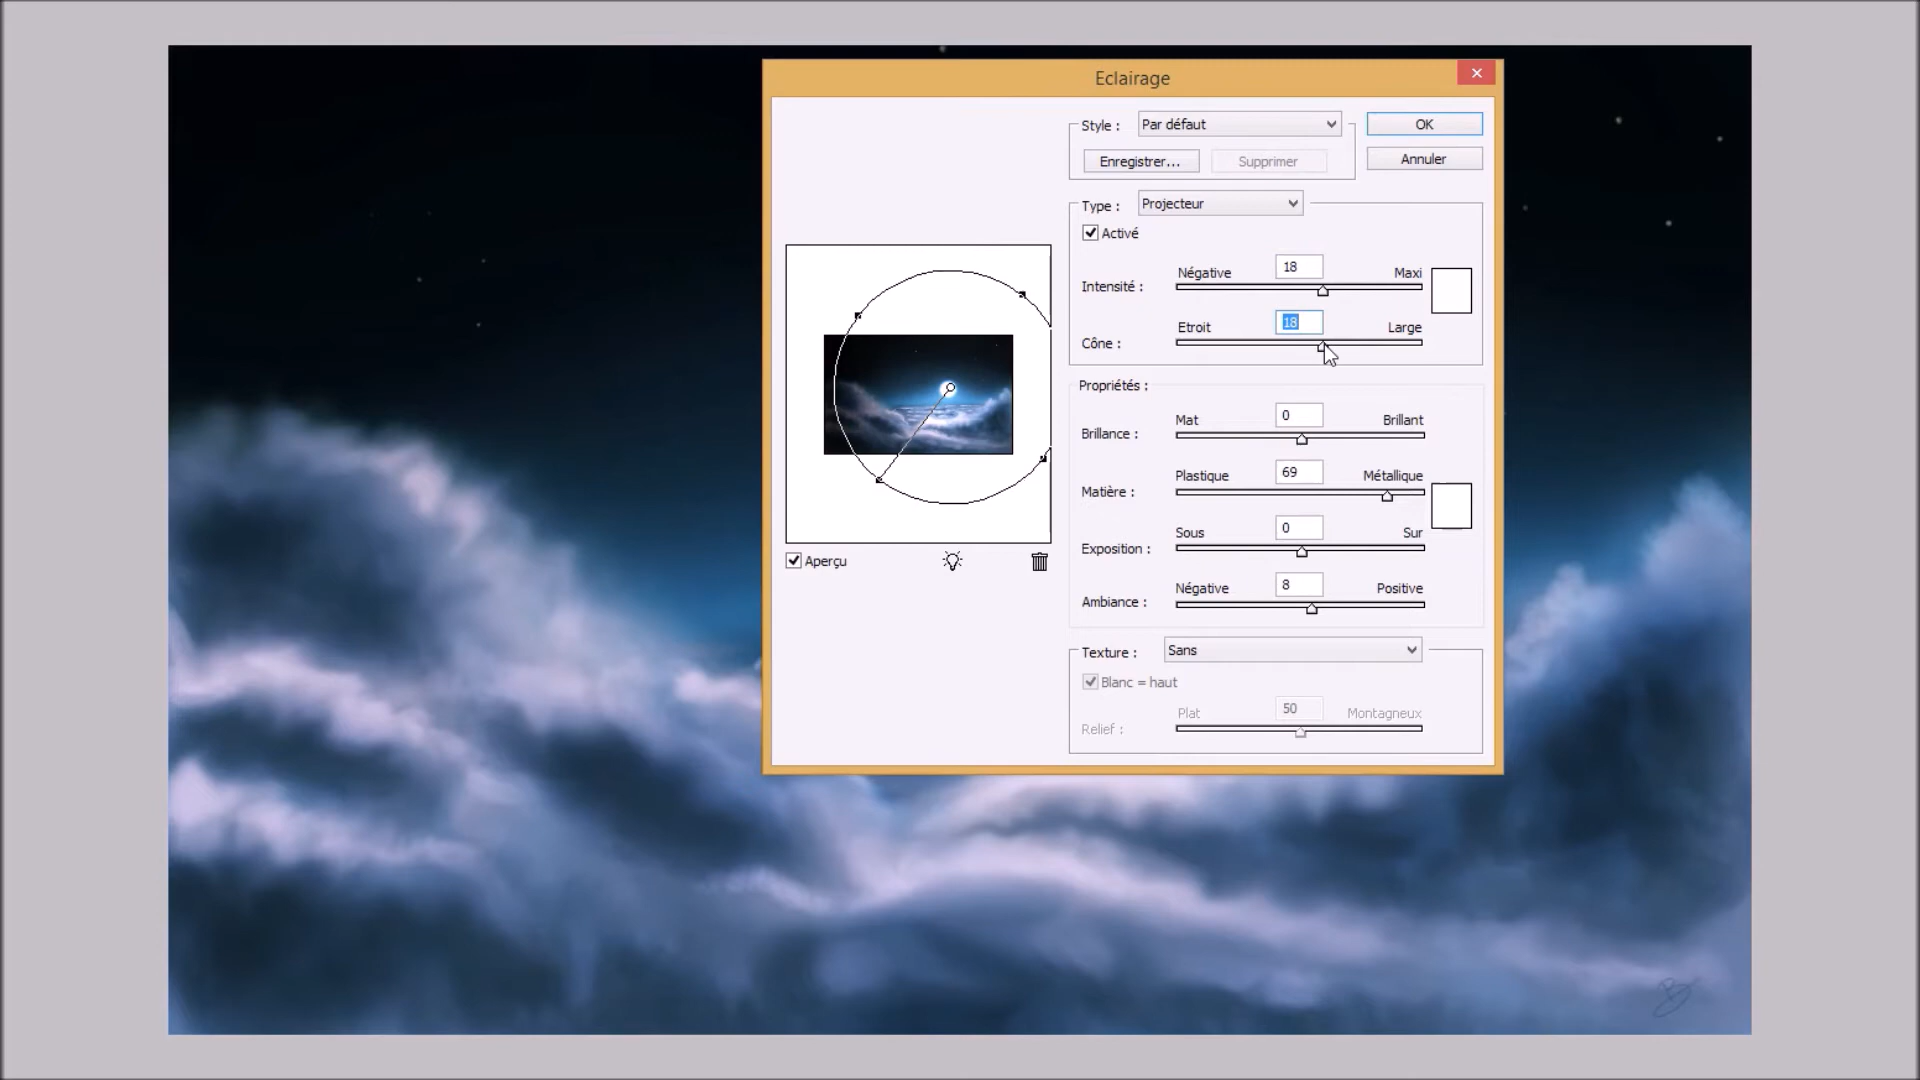 Eclairage
Style :
Par défaut
OK
Enregistrer...
Supprimer
Annuler
Type :
Projecteur
Activé
Négative
18
Maxi
Intensité :
Etroit
18
Large
Cône :
Propriétés :
Mat
0
Brillant
Brillance :
Plastique
69
Métallique
Matière :
Sous
0
Sur
Exposition :
Négative
8
Positive
Ambiance :
Aperçu
Texture :
Sans
Blanc = haut
Plat
50
Montagneux
Relief :